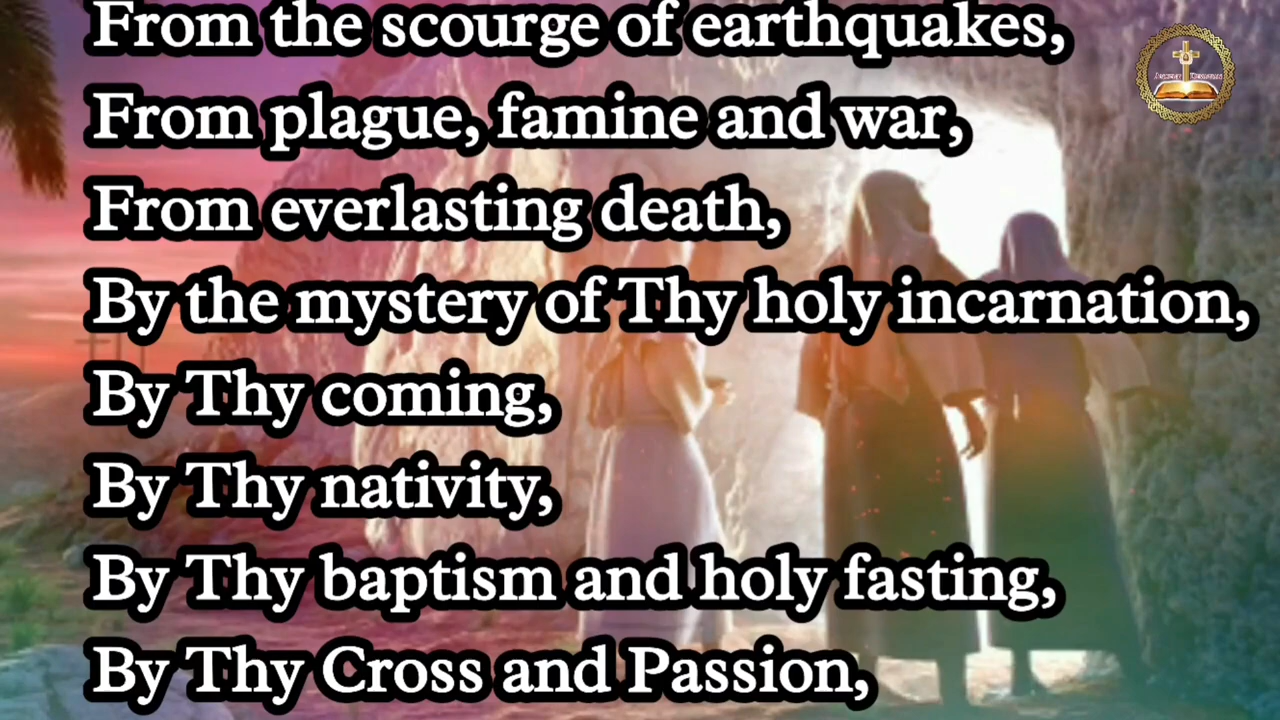 From the scourge of earthquakes,
From plague, famine and war,
From everlasting death,
By the mystery of Thy holy incarnation,
By Thy coming,
By Thy nativity,
By Thy baptism and holy fasting,
By Thy Cross and Passion,